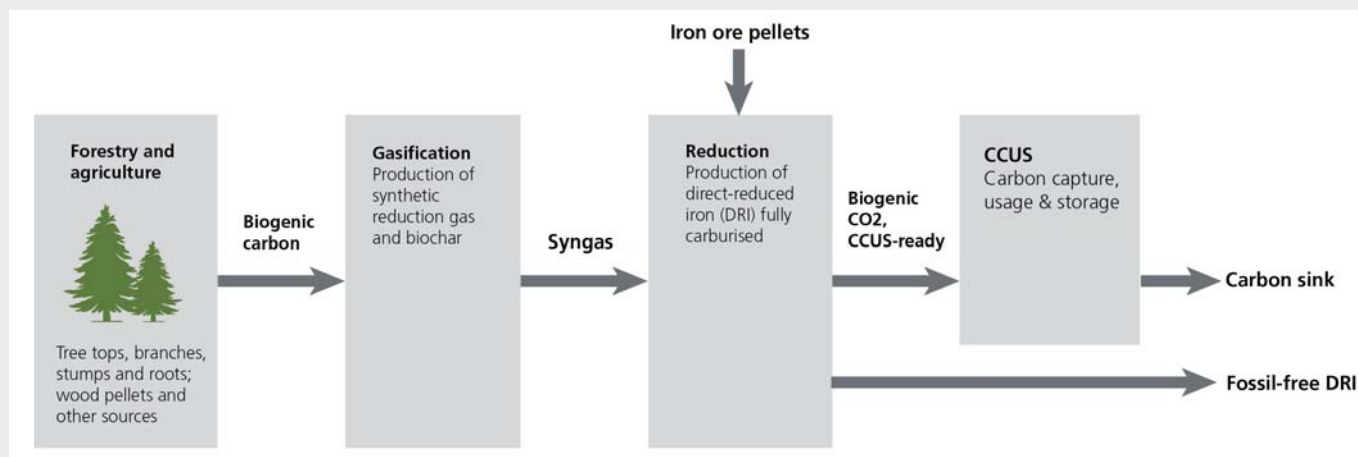 Iron ore pellets
Forestry and
agriculture
Tree tops, branches,
stumps and roots;
wood pellets and
other sources
Biogenic
carbon
Gasification
Production of
synthetic
reduction gas
and biochar
Syngas
Reduction
Production of
direct-reduced
iron (DRI) fully
carburised
Biogenic
CO2,
CCUS-ready
CCUS
Carbon capture,
usage & storage
Carbon sink
Fossil-free DRI